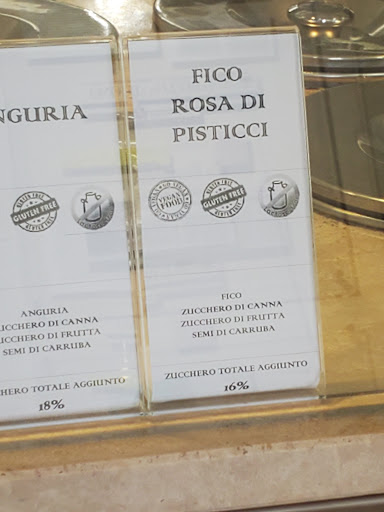 NGURIA
GLUTEN FREE
ANGURIA
UCCHERO DI CANNA
UCCHERO DI FRUTTA
SEMI DI CARRUBA
CHERO TOTALE AGGIUNTO
18%
FICO
ROSA DI
PISTICCI
VEGAN FOOD
GLUTEN FREE
FICO
ZUCCHERO DI CANNA
ZUCCHERO DI FRUTTA
SEMI DI CARRUBA
ZUCCHERO TOTALE AGGIUNTO
16%